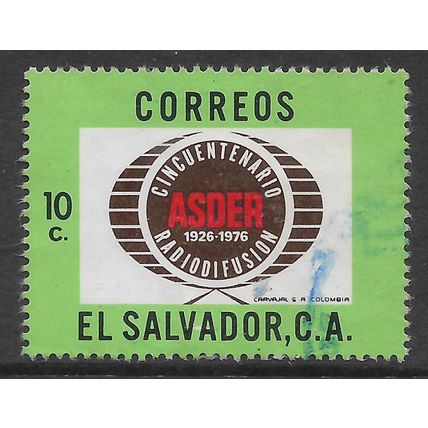 CORREOS
CINCUENTENARIO
10
C.
ASDER
1926-1976
RADIODIFUSION
CARVAJAL S A COLOMBIA
EL SALVADOR, C.A.